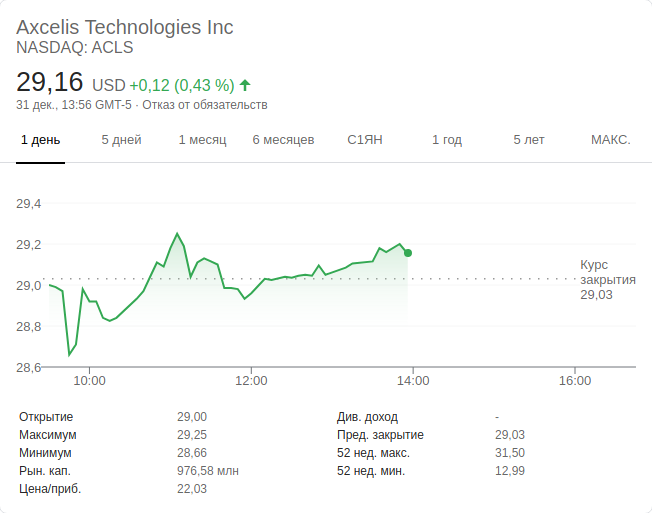 Axcelis Technologies Inc
NASDAQ: ACLS
29,16 USD +0,12 (0,43 %)
31 дек., 13:56 GMT-5 · Отказ от обязательств
1 день 5 дней 1 месяц 6 месяцев С1ЯН 1 год 5 лет МАКС.
29,4
29,2
29,0
28,8
28,6
Курс
закрытия
29,03
10:00 12:00 14:00 16:00
Открытие 29,00 Див. доход -
Максимум 29,25 Пред. закрытие 29,03
Минимум 28,66 52 нед. макс. 31,50
Рын. кап. 976,58 млн 52 нед. мин. 12,99
Цена/приб. 22,03